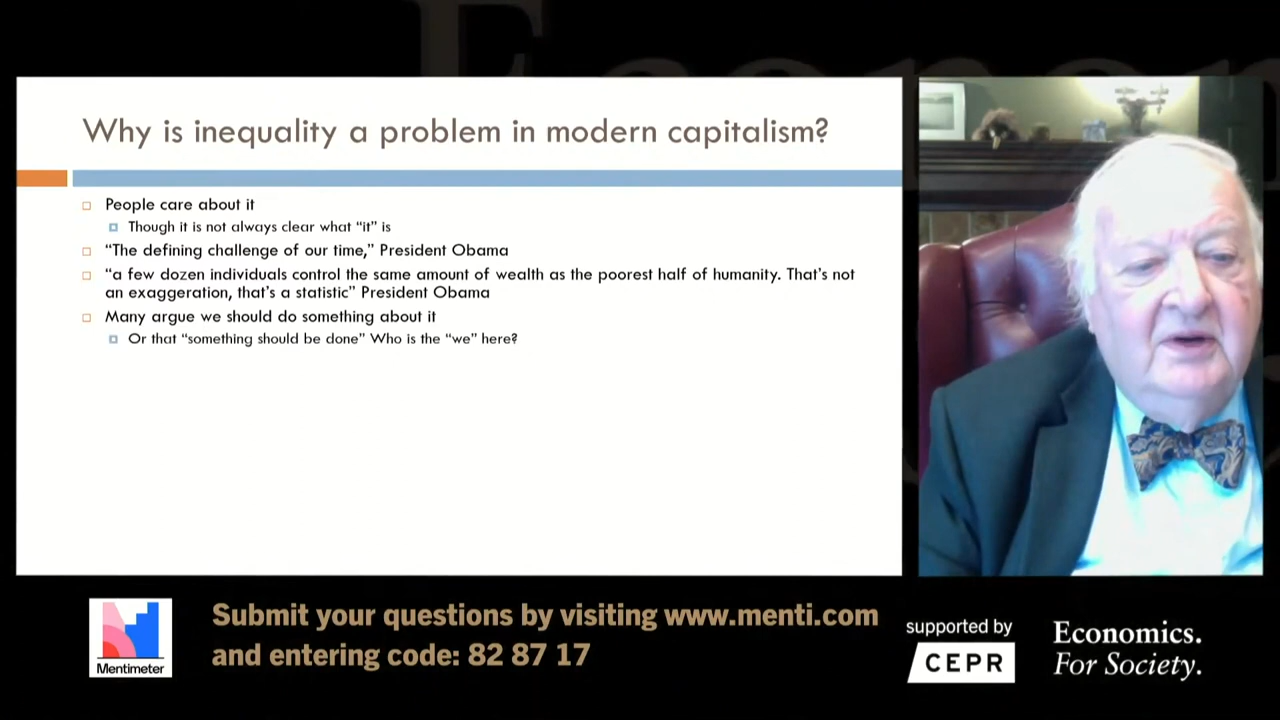 Why is inequality a problem in modern capitalism?
People care about it
Though it is not always clear what “it” is
“The defining challenge of our time,” President Obama
“a few dozen individuals control the same amount of wealth as the poorest half of humanity. That’s not
an exaggeration, that’s a statistic” President Obama
Many argue we should do something about it
Or that “something should be done” Who is the “we” here?
Mentimeter
Submit your questions by visiting www.menti.com
and entering code: 82 87 17
supported by
CEPR
Economics.
For Society.